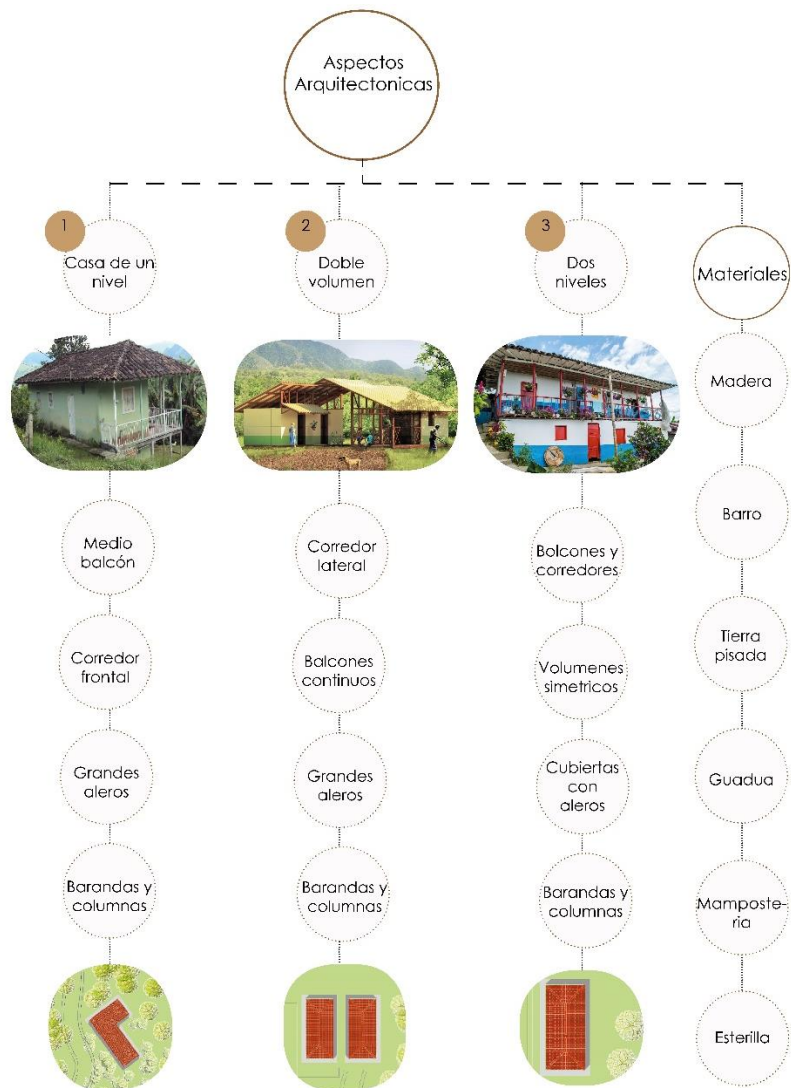 Aspectos
Arquitectonicas
1
Casa de un
nivel
Medio
balcón
Corredor
frontal
Grandes
aleros
Barandas y
columnas
2
Doble
volumen
Corredor
lateral
Balcones
continuos
Grandes
aleros
Barandas y
columnas
3
Dos
niveles
Bolcones y
corredores
Volumenes
simetricos
Cubiertas
con
aleros
Barandas y
columnas
Materiales
Madera
Barro
Tierra
pisada
Guadua
Mamposte-
ria
Esterilla